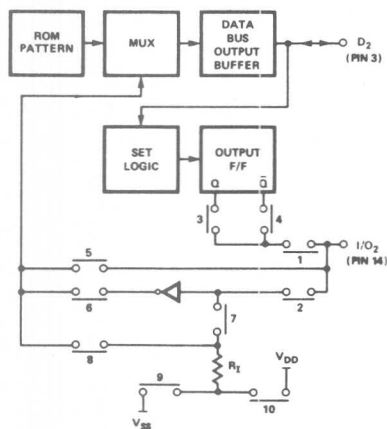 ROM
PATTERN
MUX
DATA
BUS
OUTPUT
BUFFER
D2
(PIN 3)
SET
LOGIC
OUTPUT
F/F
Q
Q̅
3
4
1
I/O2
(PIN 14)
5
6
2
7
8
RI
VDD
9
10
VSS